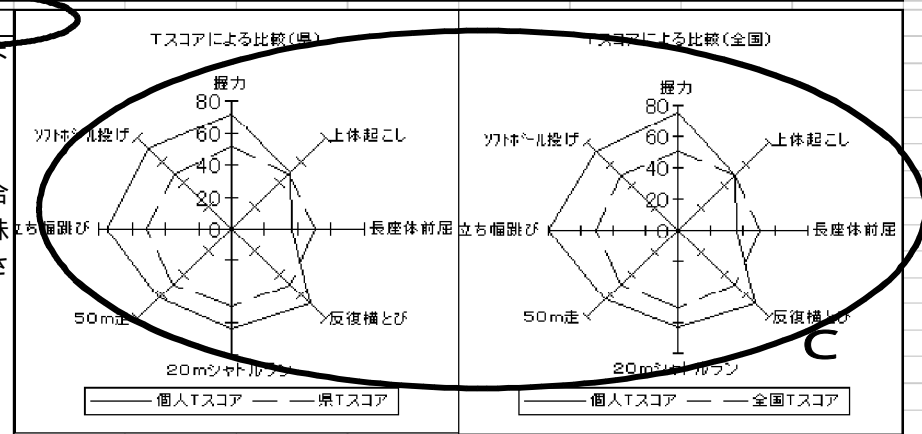 Tスコアによる比較(県)
握力
80
60
40
20
0
上体起こし
長座体前屈
反復横とび
20mシャトルラン
50m走
立ち幅跳び
ソフトボール投げ
個人Tスコア
県Tスコア
Tスコアによる比較(全国)
握力
80
60
40
20
0
上体起こし
長座体前屈
反復横とび
20mシャトルラン
50m走
立ち幅跳び
ソフトボール投げ
個人Tスコア
全国Tスコア
C